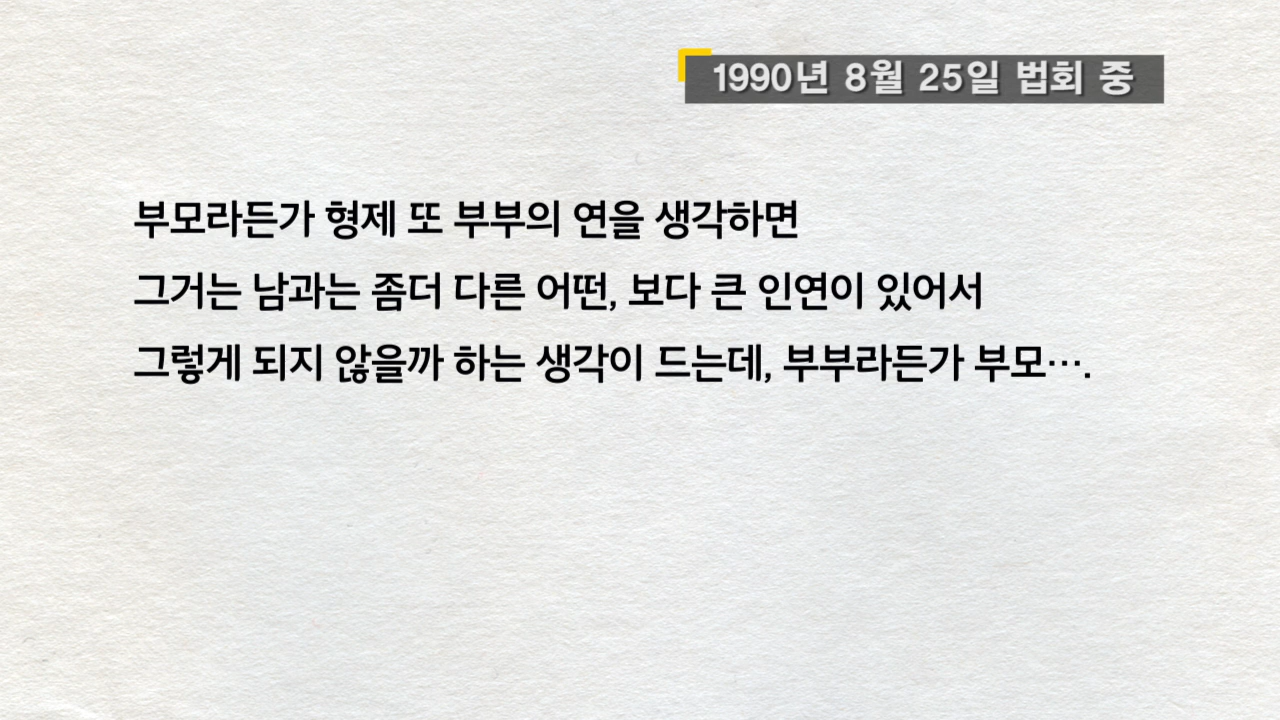 1990년 8월 25일 법회 중
부모라든가 형제 또 부부의 연을 생각하면
그거는 남과는 좀더 다른 어떤, 보다 큰 인연이 있어서
그렇게 되지 않을까 하는 생각이 드는데, 부부라든가 부모….